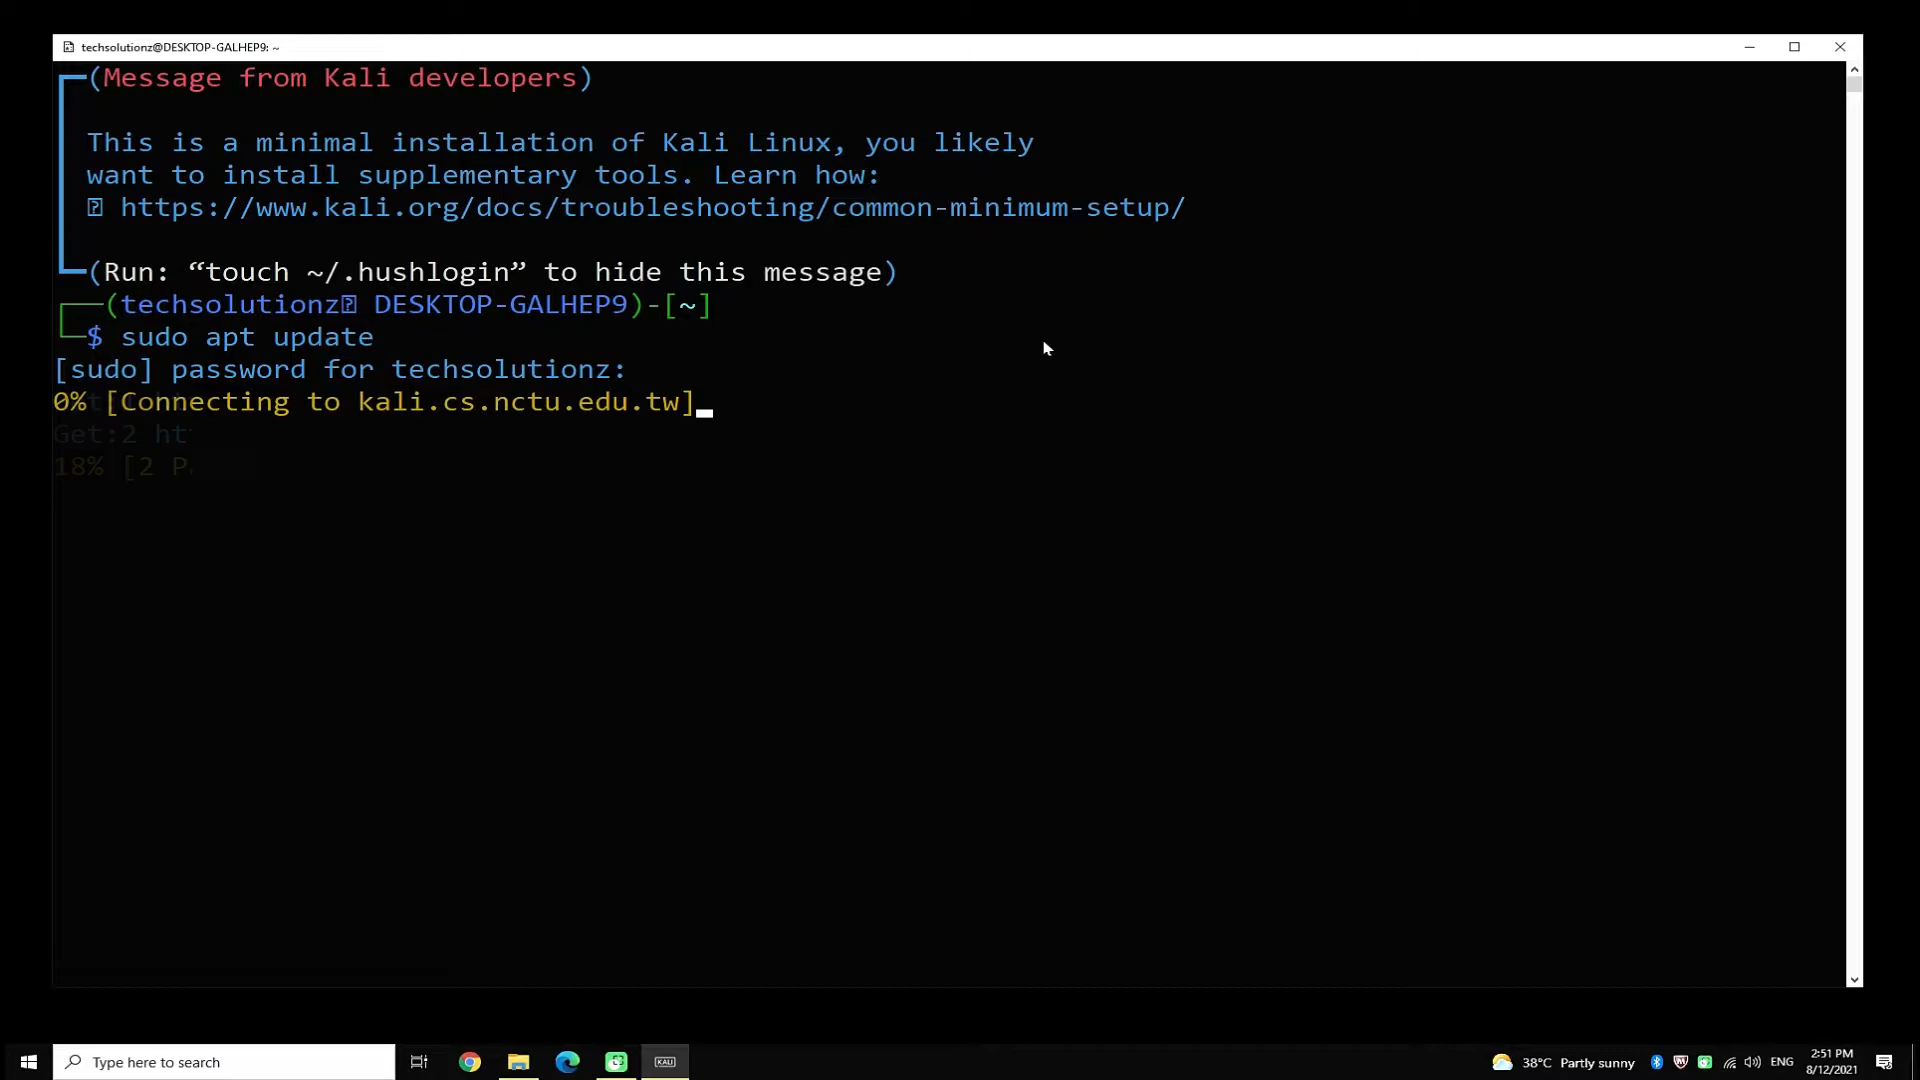 techsolutionz@DESKTOP-GALHEP9: ~
(Message from Kali developers)
This is a minimal installation of Kali Linux, you likely
want to install supplementary tools. Learn how:
https://www.kali.org/docs/troubleshooting/common-minimum-setup/
(Run: “touch ~/.hushlogin” to hide this message)
(techsolutionz DESKTOP-GALHEP9)-[~]
$ sudo apt update
[sudo] password for techsolutionz:
0% [Connecting to kali.cs.nctu.edu.tw]
Get:2 ht
18% [2 P
Type here to search
KALI
38°C Partly sunny
ENG
2:51 PM
8/12/2021